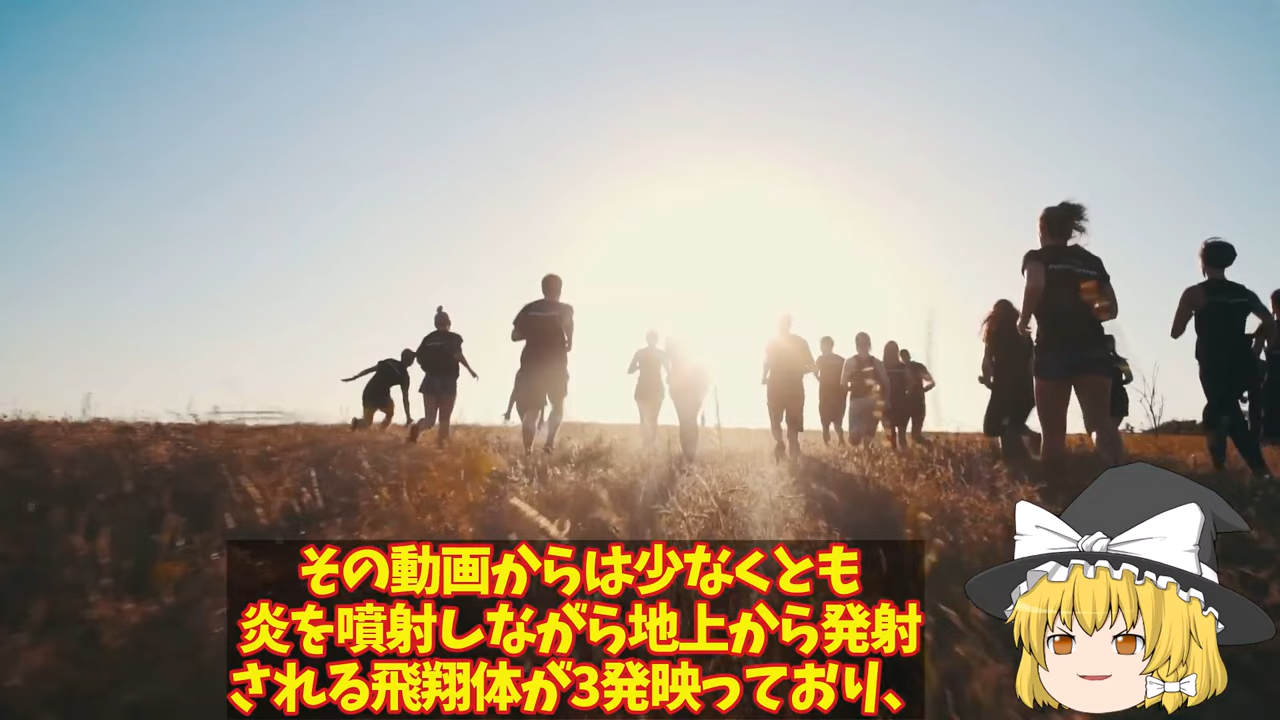 その動画からは少なくとも
炎を噴射しながら地上から発射
される飛翔体が3発映っており、